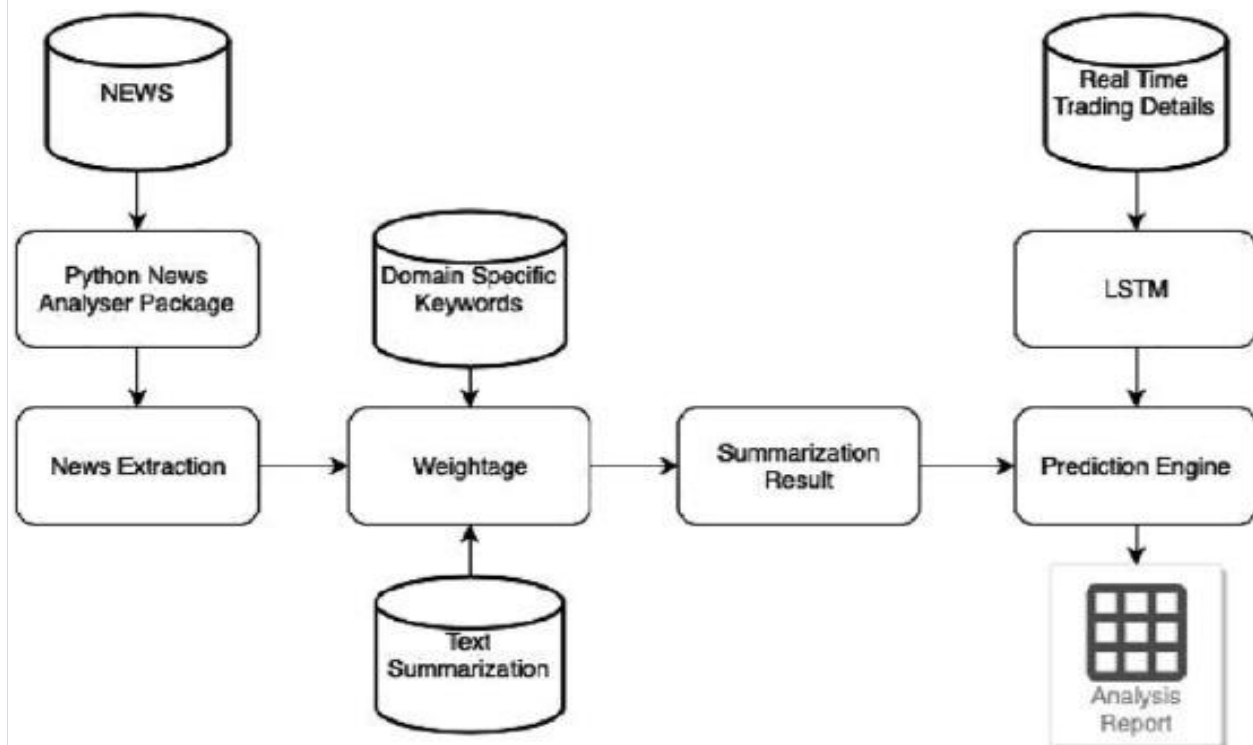 NEWS
Real Time
Trading Details
Python News
Analyser Package
Domain Specific
Keywords
LSTM
News Extraction
Weightage
Summarization
Result
Prediction Engine
Text
Summarization
Analysis
Report